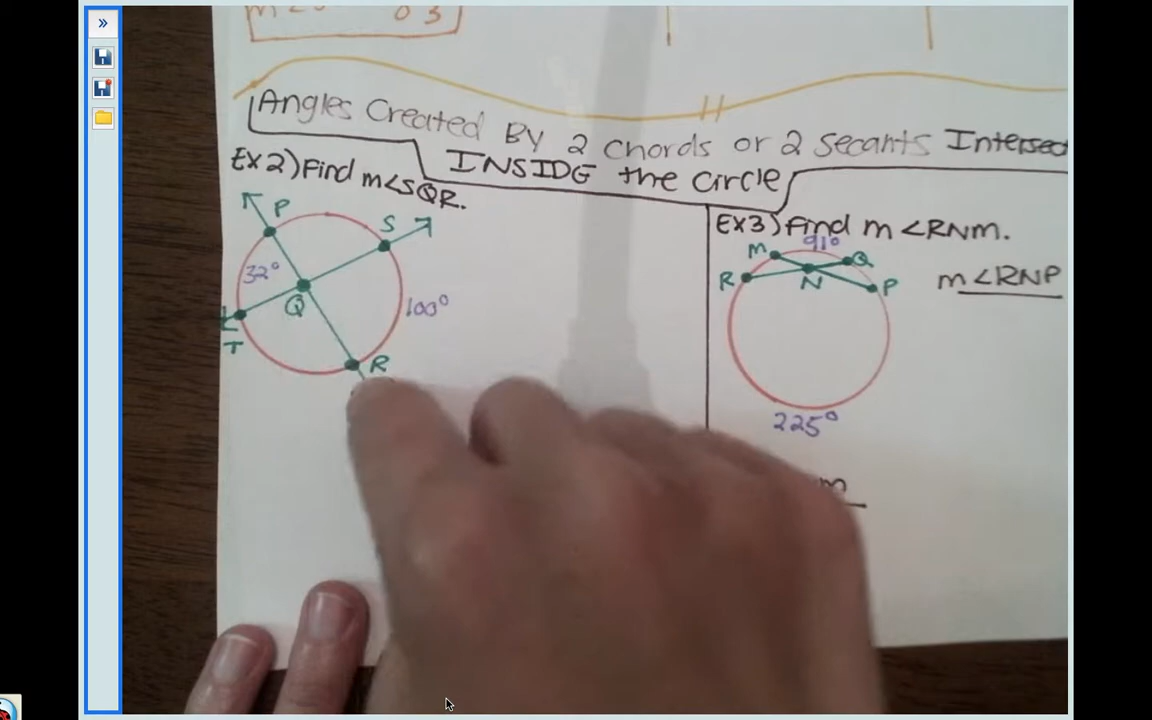 Angles Created By 2 chords or 2 secants Intersect
INSIDE the circle
Ex 2) Find m∠SQR.
P
S
32°
Q
100°
T
R
Ex 3) find m∠RNM.
91°
M
Q
R
N
P
m∠RNP
225°
m